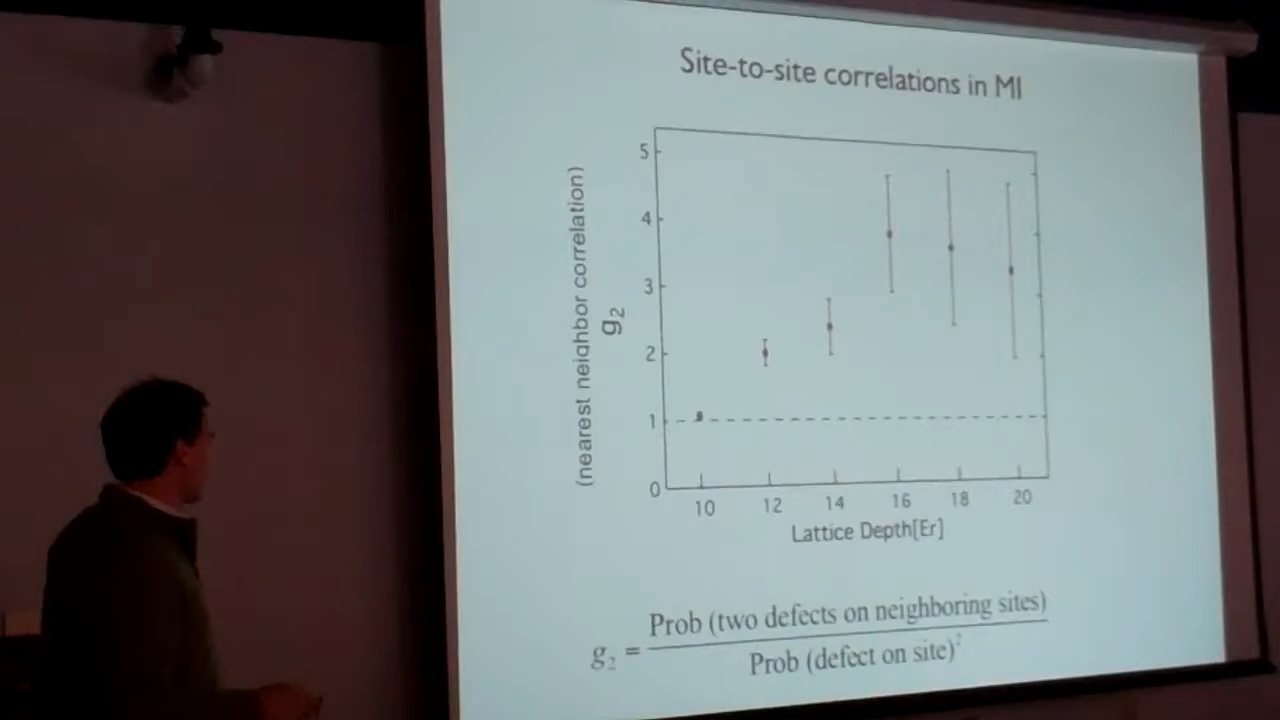 Site-to-site correlations in MI
(nearest neighbor correlation)
g2
5
4
3
2
1
0
10 12 14 16 18 20
Lattice Depth[Er]
g2 = Prob (two defects on neighboring sites)
Prob (defect on site)²